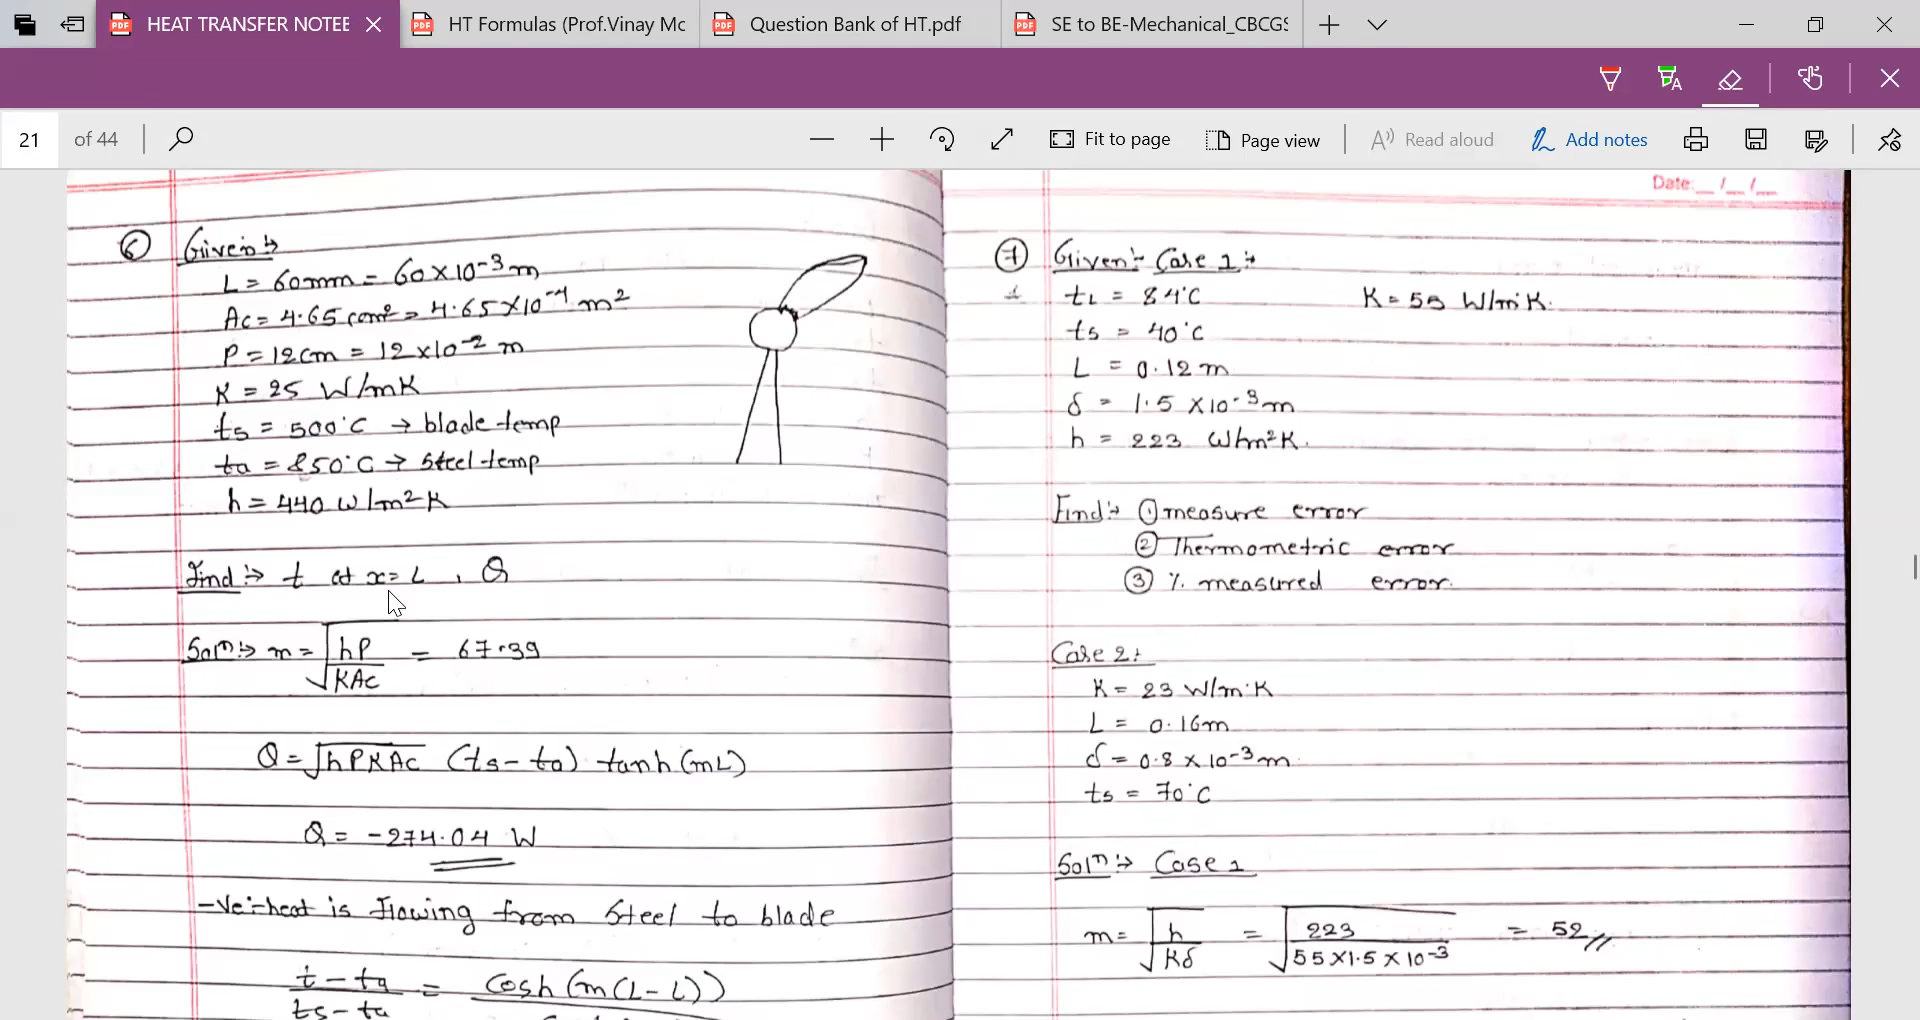 HEAT TRANSFER NOTEE
HT Formulas (Prof.Vinay Mc
Question Bank of HT.pdf
SE to BE-Mechanical_CBCGS
21 of 44
Fit to page
Page view
Read aloud
Add notes
⑥ Given :-
L = 60mm = 60 × 10⁻³ m
Ac = 4.65 cm² = 4.65 × 10⁻⁴ m²
P = 12cm = 12 × 10⁻² m
K = 25 W/mK
ts = 500°C → blade temp
ta = 850°C → Steel temp
h = 440 W/m²K
Find :- t at x = L , Q
Solⁿ :- m = √(hP/KAc) = 67.39
Q = √hPKAc (ts - ta) tanh(mL)
Q = -274.04 W
-Ve :- heat is flowing from Steel to blade
t - ta / ts - ta = Cosh(m(L-L))
Date:__/__/__
⑦ Given :- Case 1 :-
tL = 84°C K = 55 W/m·K.
ts = 40°C
L = 0.12 m
δ = 1.5 × 10⁻³ m
h = 223 W/m²K.
Find :- ① measure error
② Thermometric error
③ % measured error.
Case 2 :
K = 23 W/m·K
L = 0.16m
δ = 0.8 × 10⁻³ m
ts = 70°C
Solⁿ :- Case 1
m = √(h/Kδ) = √(223/55×1.5×10⁻³) = 52//